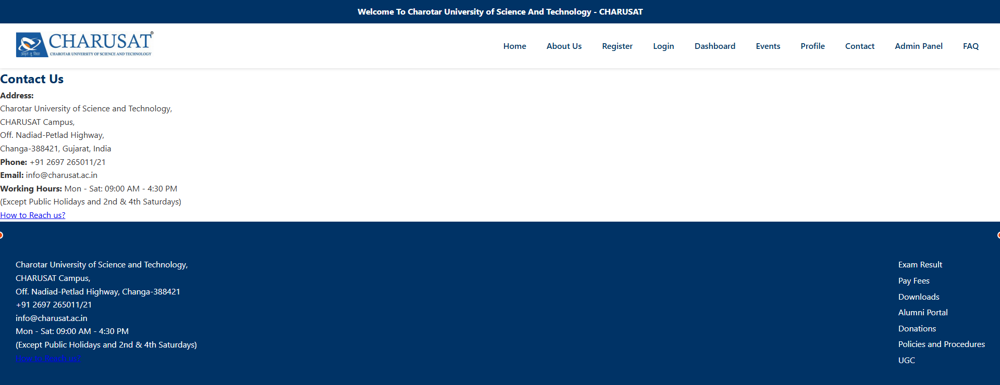 Welcome To Charotar University of Science And Technology - CHARUSAT
CHARUSAT®
CHAROTAR UNIVERSITY OF SCIENCE AND TECHNOLOGY
अमृतं तु विद्या
Home About Us Register Login Dashboard Events Profile Contact Admin Panel FAQ
Contact Us
Address:
Charotar University of Science and Technology,
CHARUSAT Campus,
Off. Nadiad-Petlad Highway,
Changa-388421, Gujarat, India
Phone: +91 2697 265011/21
Email: info@charusat.ac.in
Working Hours: Mon - Sat: 09:00 AM - 4:30 PM
(Except Public Holidays and 2nd & 4th Saturdays)
How to Reach us?
Charotar University of Science and Technology,
CHARUSAT Campus,
Off. Nadiad-Petlad Highway, Changa-388421
+91 2697 265011/21
info@charusat.ac.in
Mon - Sat: 09:00 AM - 4:30 PM
(Except Public Holidays and 2nd & 4th Saturdays)
How to Reach us?
Exam Result
Pay Fees
Downloads
Alumni Portal
Donations
Policies and Procedures
UGC